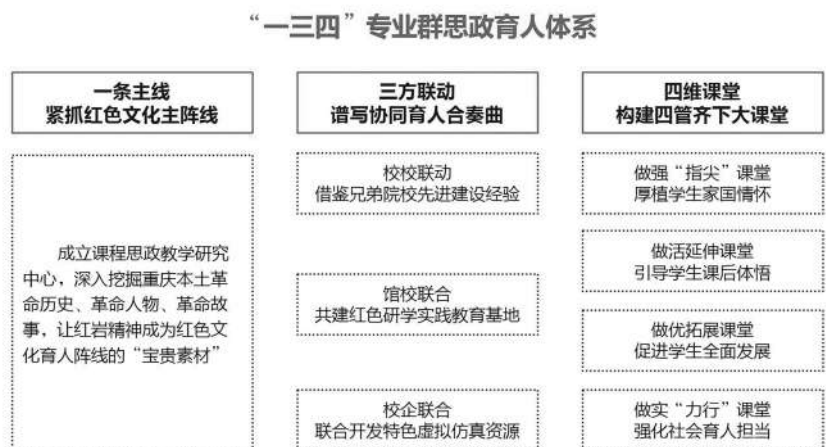 “一三四”专业群思政育人体系
一条主线
紧抓红色文化主阵线
成立课程思政教学研究
中心，深入挖掘重庆本土革
命历史、革命人物、革命故
事，让红岩精神成为红色文
化育人阵线的“宝贵素材”
三方联动
谱写协同育人合奏曲
校校联动
借鉴兄弟院校先进建设经验
馆校联合
共建红色研学实践教育基地
校企联合
联合开发特色虚拟仿真资源
四维课堂
构建四管齐下大课堂
做强“指尖”课堂
厚植学生家国情怀
做活延伸课堂
引导学生课后体悟
做优拓展课堂
促进学生全面发展
做实“力行”课堂
强化社会育人担当